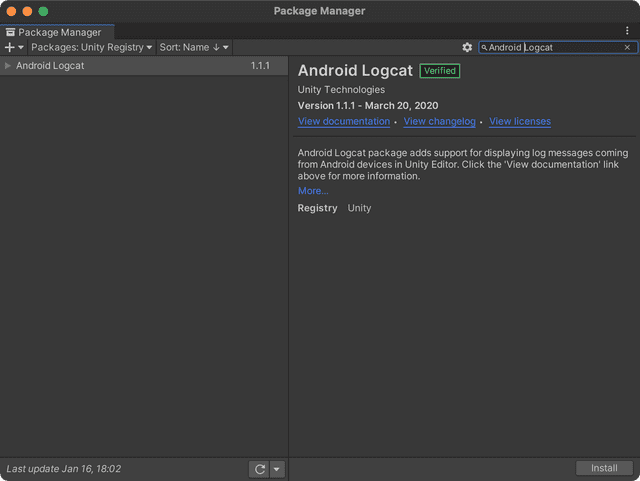 Package Manager
Package Manager
Packages: Unity Registry
Sort: Name ↓
Android Logcat
Android Logcat 1.1.1
Android Logcat Verified
Unity Technologies
Version 1.1.1 - March 20, 2020
View documentation • View changelog • View licenses
Android Logcat package adds support for displaying log messages coming
from Android devices in Unity Editor. Click the 'View documentation' link
above for more information.
More...
Registry Unity
Last update Jan 16, 18:02
Install